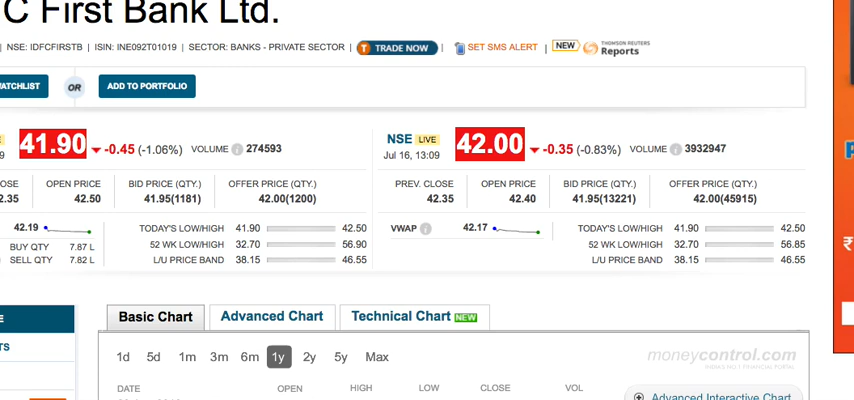 C First Bank Ltd.
| NSE: IDFCFIRSTB | ISIN: INE092T01019 | SECTOR: BANKS - PRIVATE SECTOR | T TRADE NOW | SET SMS ALERT | NEW THOMSON REUTERS Reports
WATCHLIST OR ADD TO PORTFOLIO
41.90 -0.45 (-1.06%) VOLUME 274593
NSE LIVE 42.00 -0.35 (-0.83%) VOLUME 3932947
Jul 16, 13:09
OSE OPEN PRICE BID PRICE (QTY.) OFFER PRICE (QTY.)
2.35 42.50 41.95(1181) 42.00(1200)
PREV. CLOSE OPEN PRICE BID PRICE (QTY.) OFFER PRICE (QTY.)
42.35 42.40 41.95(13221) 42.00(45915)
42.19 TODAY'S LOW/HIGH 41.90 42.50
BUY QTY 7.87 L 52 WK LOW/HIGH 32.70 56.90
SELL QTY 7.82 L L/U PRICE BAND 38.15 46.55
VWAP 42.17 TODAY'S LOW/HIGH 41.90 42.50
52 WK LOW/HIGH 32.70 56.85
L/U PRICE BAND 38.15 46.55
₹
E
TS
Basic Chart Advanced Chart Technical Chart NEW
1d 5d 1m 3m 6m 1y 2y 5y Max
moneycontrol.com
INDIA'S NO. 1 FINANCIAL PORTAL
DATE OPEN HIGH LOW CLOSE VOL
Advanced Interactive Chart